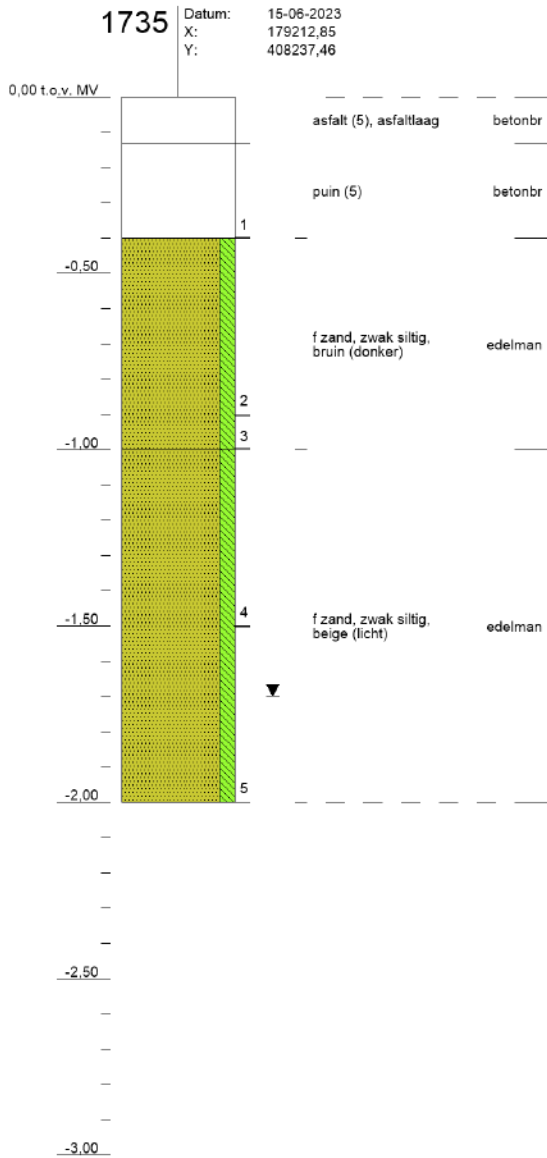 1735
Datum: 15-06-2023
X: 179212,85
Y: 408237,46
0,00 t.o.v. MV
asfalt (5), asfaltlaag betonbr
puin (5) betonbr
1
-0,50
f zand, zwak siltig,
bruin (donker)
edelman
2
3
-1,00
4
-1,50
f zand, zwak siltig,
beige (licht)
edelman
5
-2,00
-2,50
-3,00